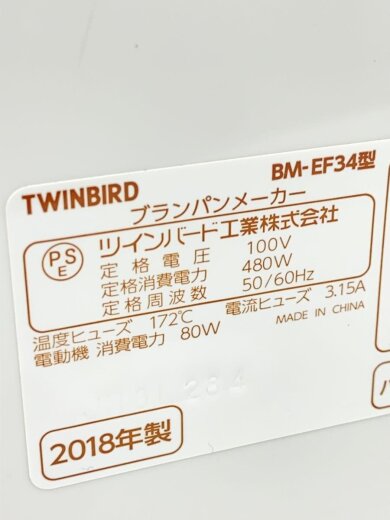 TWINBIRD BM-EF34型
ブランパンメーカー
PSE ツインバード工業株式会社
定格電圧 100V
定格消費電力 480W
定格周波数 50/60Hz
温度ヒューズ 172℃ 電流ヒューズ 3.15A
電動機 消費電力 80W MADE IN CHINA
2018年製